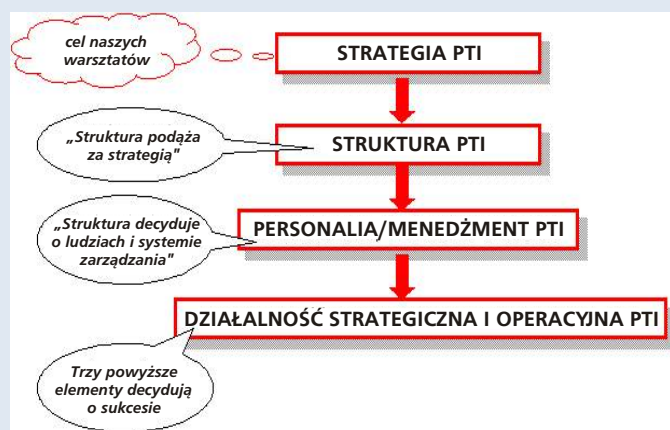 cel naszych
warsztatów
STRATEGIA PTI
„Struktura podąża
za strategią"
STRUKTURA PTI
„Struktura decyduje
o ludziach i systemie
zarządzania"
PERSONALIA/MENEDŻMENT PTI
DZIAŁALNOŚĆ STRATEGICZNA I OPERACYJNA PTI
Trzy powyższe
elementy decydują
o sukcesie